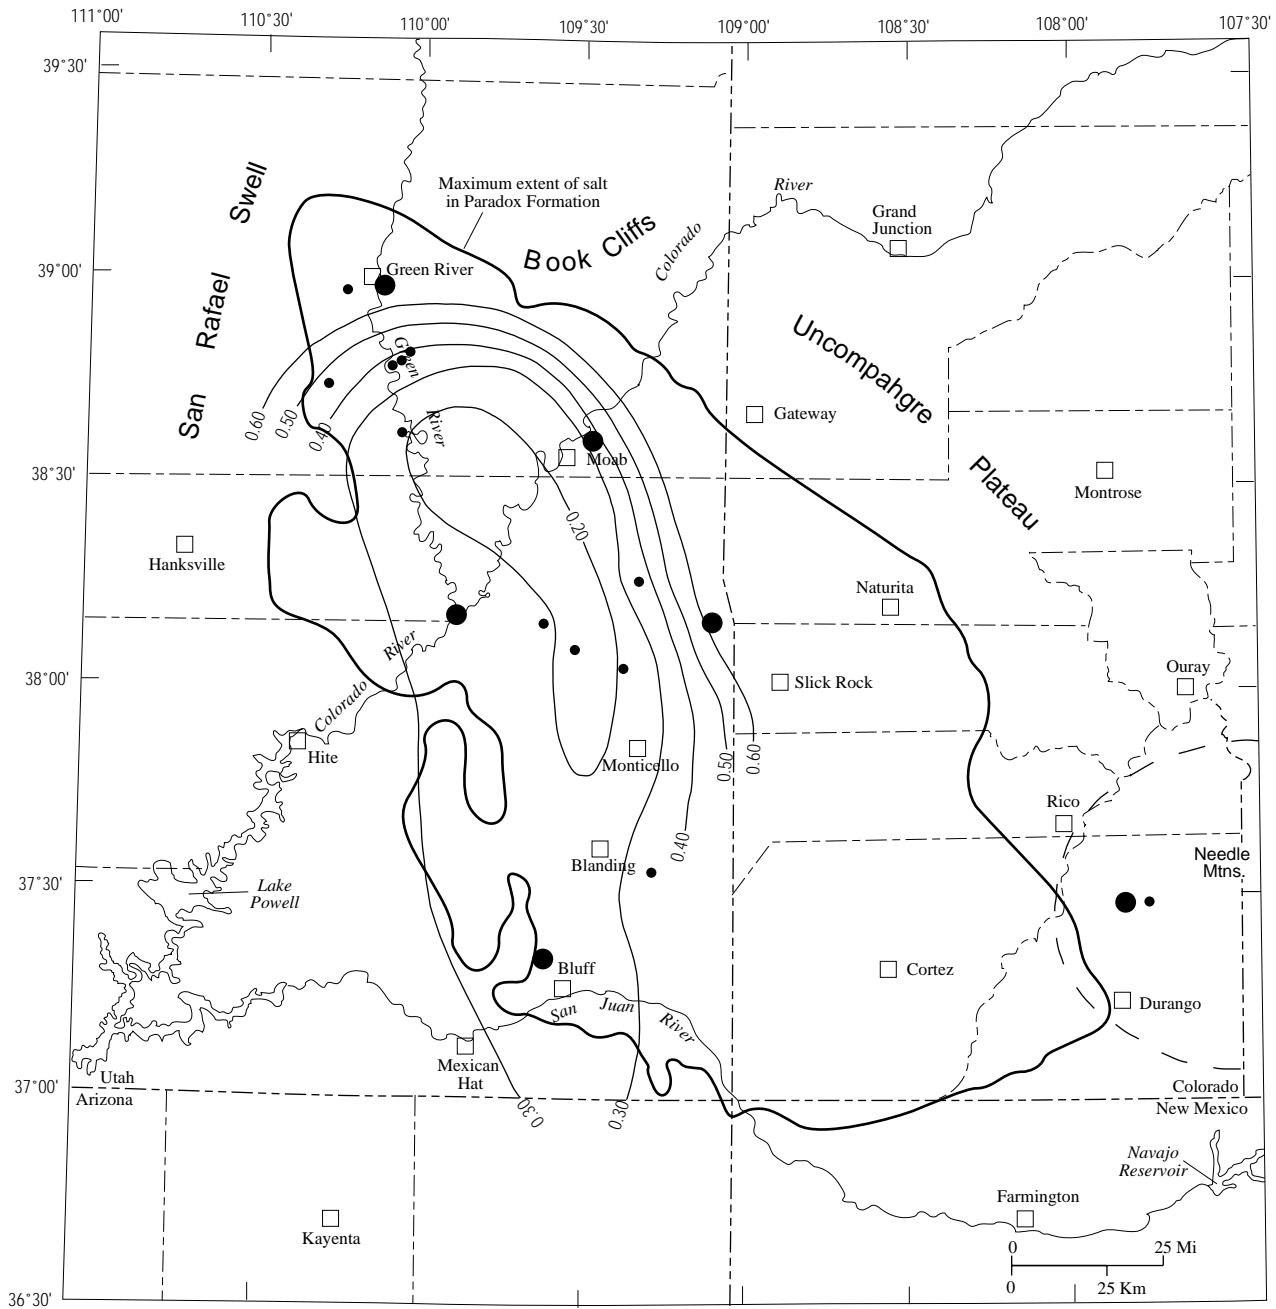 111°00'
110°30'
110°00'
109°30'
109°00'
108°30'
108°00'
107°30'
39°30'
39°00'
38°30'
38°00'
37°30'
37°00'
36°30'
San Rafael Swell
Maximum extent of salt
in Paradox Formation
Book Cliffs
Colorado
River
Grand
Junction
Green River
Green
River
Uncompahgre
Plateau
Gateway
Montrose
Moab
Hanksville
Naturita
Ouray
Slick Rock
Colorado
River
Hite
Monticello
Rico
Blanding
Needle
Mtns.
Lake
Powell
Bluff
Cortez
Durango
San Juan River
Mexican
Hat
Utah
Arizona
Colorado
New Mexico
Navajo
Reservoir
Farmington
Kayenta
0.60
0.50
0.40
0.20
0.50
0.60
0.40
0.30
0.30
0
25 Mi
0
25 Km